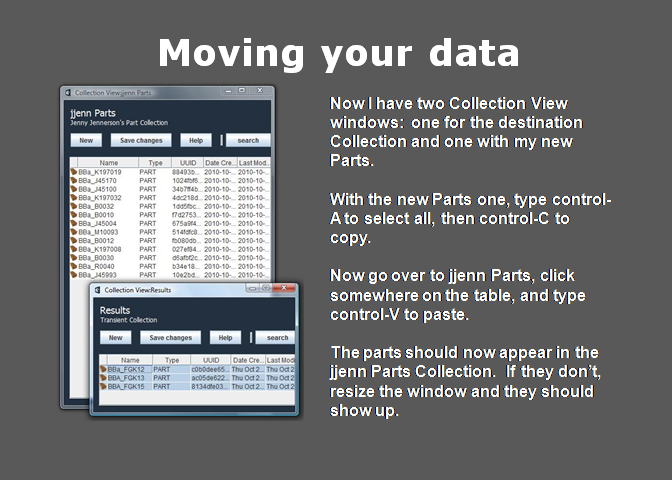 Moving your data
Collection View:jjenn Parts
jjenn Parts
Jenny Jennerson's Part Collection
New Save changes Help search
Name Type UUID Date Cre... Last Mod...
BBa_K197019 PART 88493b... 2010-10-... 2010-10-...
BBa_J45170 PART 1024fbf6... 2010-10-... 2010-10-...
BBa_J45100 PART 34b7ff4b... 2010-10-... 2010-10-...
BBa_K197032 PART 4dc218d... 2010-10-... 2010-10-...
BBa_B0032 PART 1dd5fbc... 2010-10-... 2010-10-...
BBa_B0010 PART f7d2753... 2010-10-... 2010-10-...
BBa_J45004 PART 675a9f4... 2010-10-... 2010-10-...
BBa_M10093 PART 514fdfc8... 2010-10-... 2010-10-...
BBa_B0012 PART fb080db... 2010-10-... 2010-10-...
BBa_K197008 PART 027ef84... 2010-10-... 2010-10-...
BBa_B0030 PART d6afbf2c... 2010-10-... 2010-10-...
BBa_R0040 PART b34e18... 2010-10-... 2010-10-...
BBa_J45993 PART 10e2bd... 2010-10-... 2010-10-...
Collection View:Results
Results
Transient Collection
New Save changes Help search
Name Type UUID Date Cre... Last Modi
BBa_FGK12 PART c0b0dee65... Thu Oct 2... Thu Oct 2
BBa_FGK13 PART ac05de622... Thu Oct 2... Thu Oct 2
BBa_FGK15 PART 8134dfe03... Thu Oct 2... Thu Oct 2
Now I have two Collection View
windows: one for the destination
Collection and one with my new
Parts.
With the new Parts one, type control-
A to select all, then control-C to
copy.
Now go over to jjenn Parts, click
somewhere on the table, and type
control-V to paste.
The parts should now appear in the
jjenn Parts Collection. If they don't,
resize the window and they should
show up.